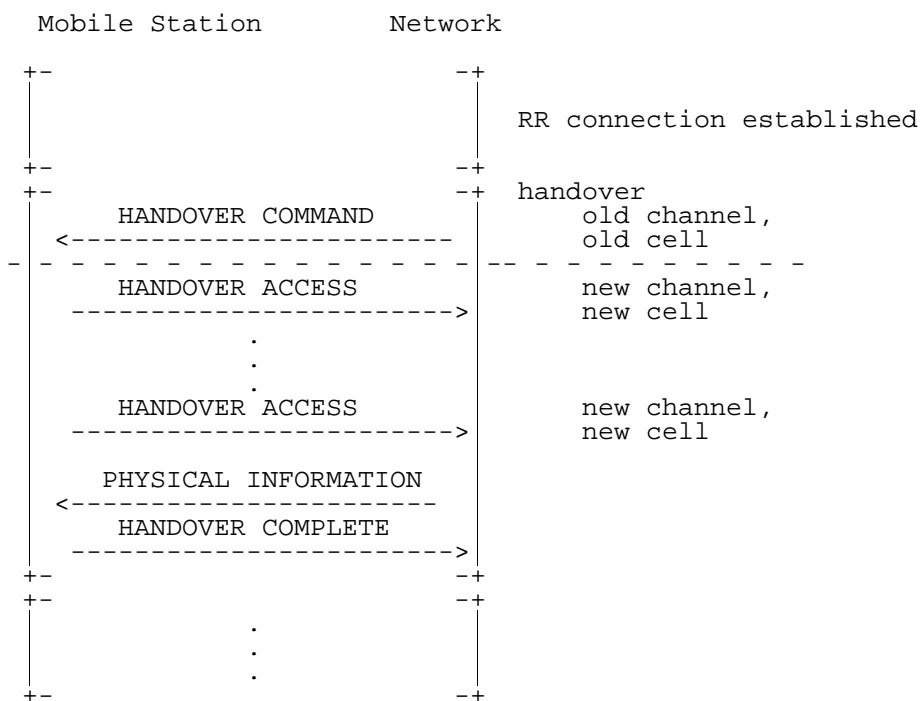 Mobile Station Network
RR connection established
handover
HANDOVER COMMAND old channel,
<------------------------ old cell
- - - - - - - - - - - - - - - -- - - - - - - - - -
HANDOVER ACCESS new channel,
------------------------> new cell
.
.
.
HANDOVER ACCESS new channel,
------------------------> new cell
PHYSICAL INFORMATION
<-----------------------
HANDOVER COMPLETE
------------------------>
.
.
.